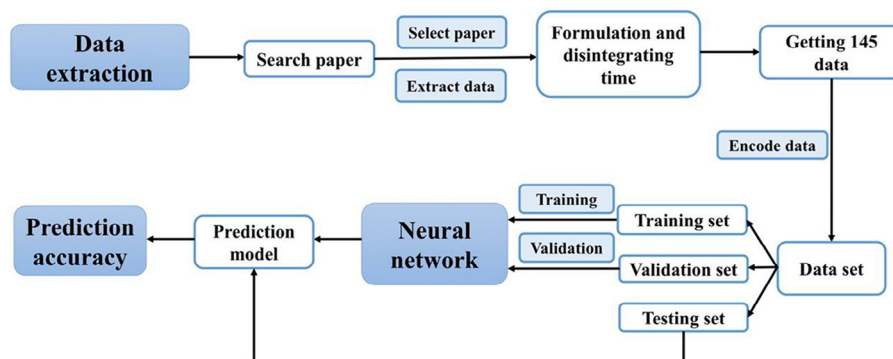 Data
extraction
Search paper
Select paper
Extract data
Formulation and
disintegrating
time
Getting 145
data
Encode data
Prediction
accuracy
Prediction
model
Neural
network
Training
Validation
Training set
Validation set
Testing set
Data set